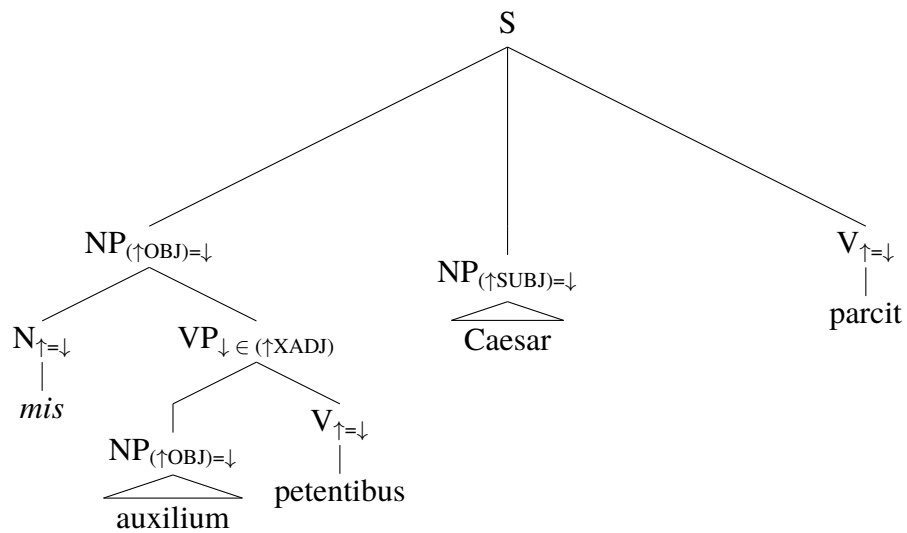 S
NP(↑OBJ)=↓
NP(↑SUBJ)=↓
V↑=↓
N↑=↓
VP↓ ∈ (↑XADJ)
Caesar
parcit
mis
NP(↑OBJ)=↓
V↑=↓
auxilium
petentibus